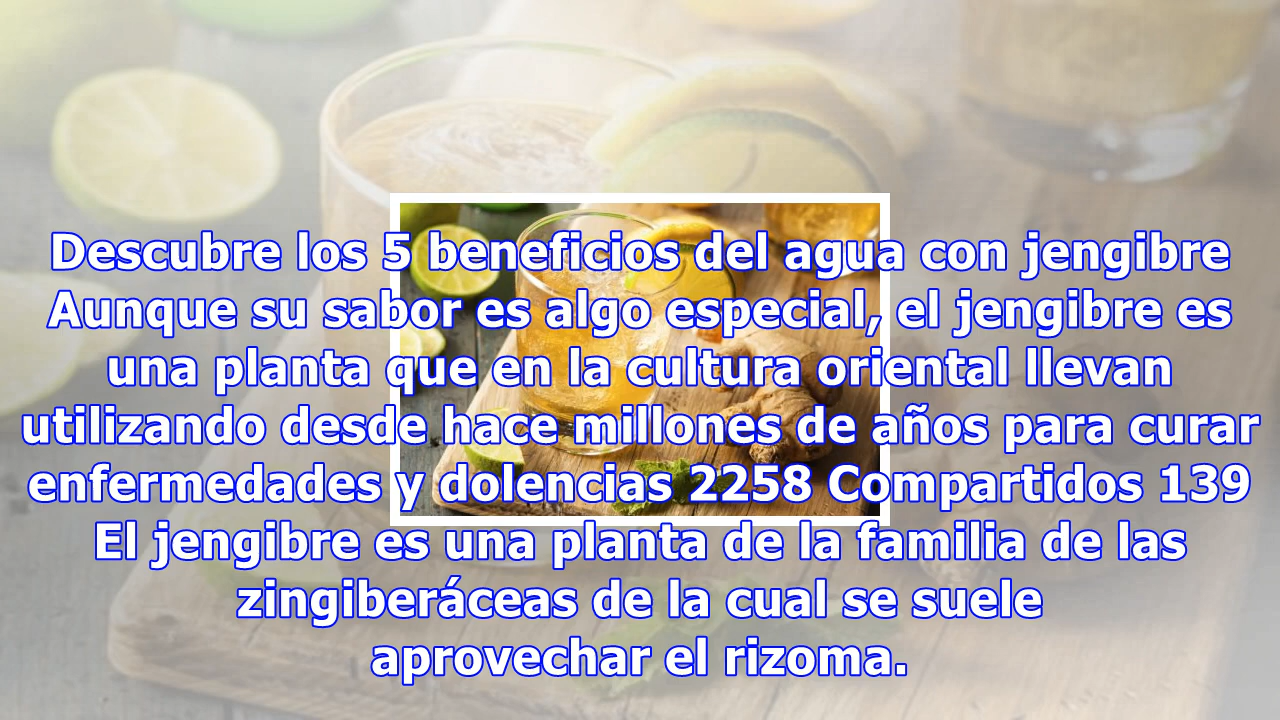 Descubre los 5 beneficios del agua con jengibre
Aunque su sabor es algo especial, el jengibre es
una planta que en la cultura oriental llevan
utilizando desde hace millones de años para curar
enfermedades y dolencias 2258 Compartidos 139
El jengibre es una planta de la familia de las
zingiberáceas de la cual se suele
aprovechar el rizoma.